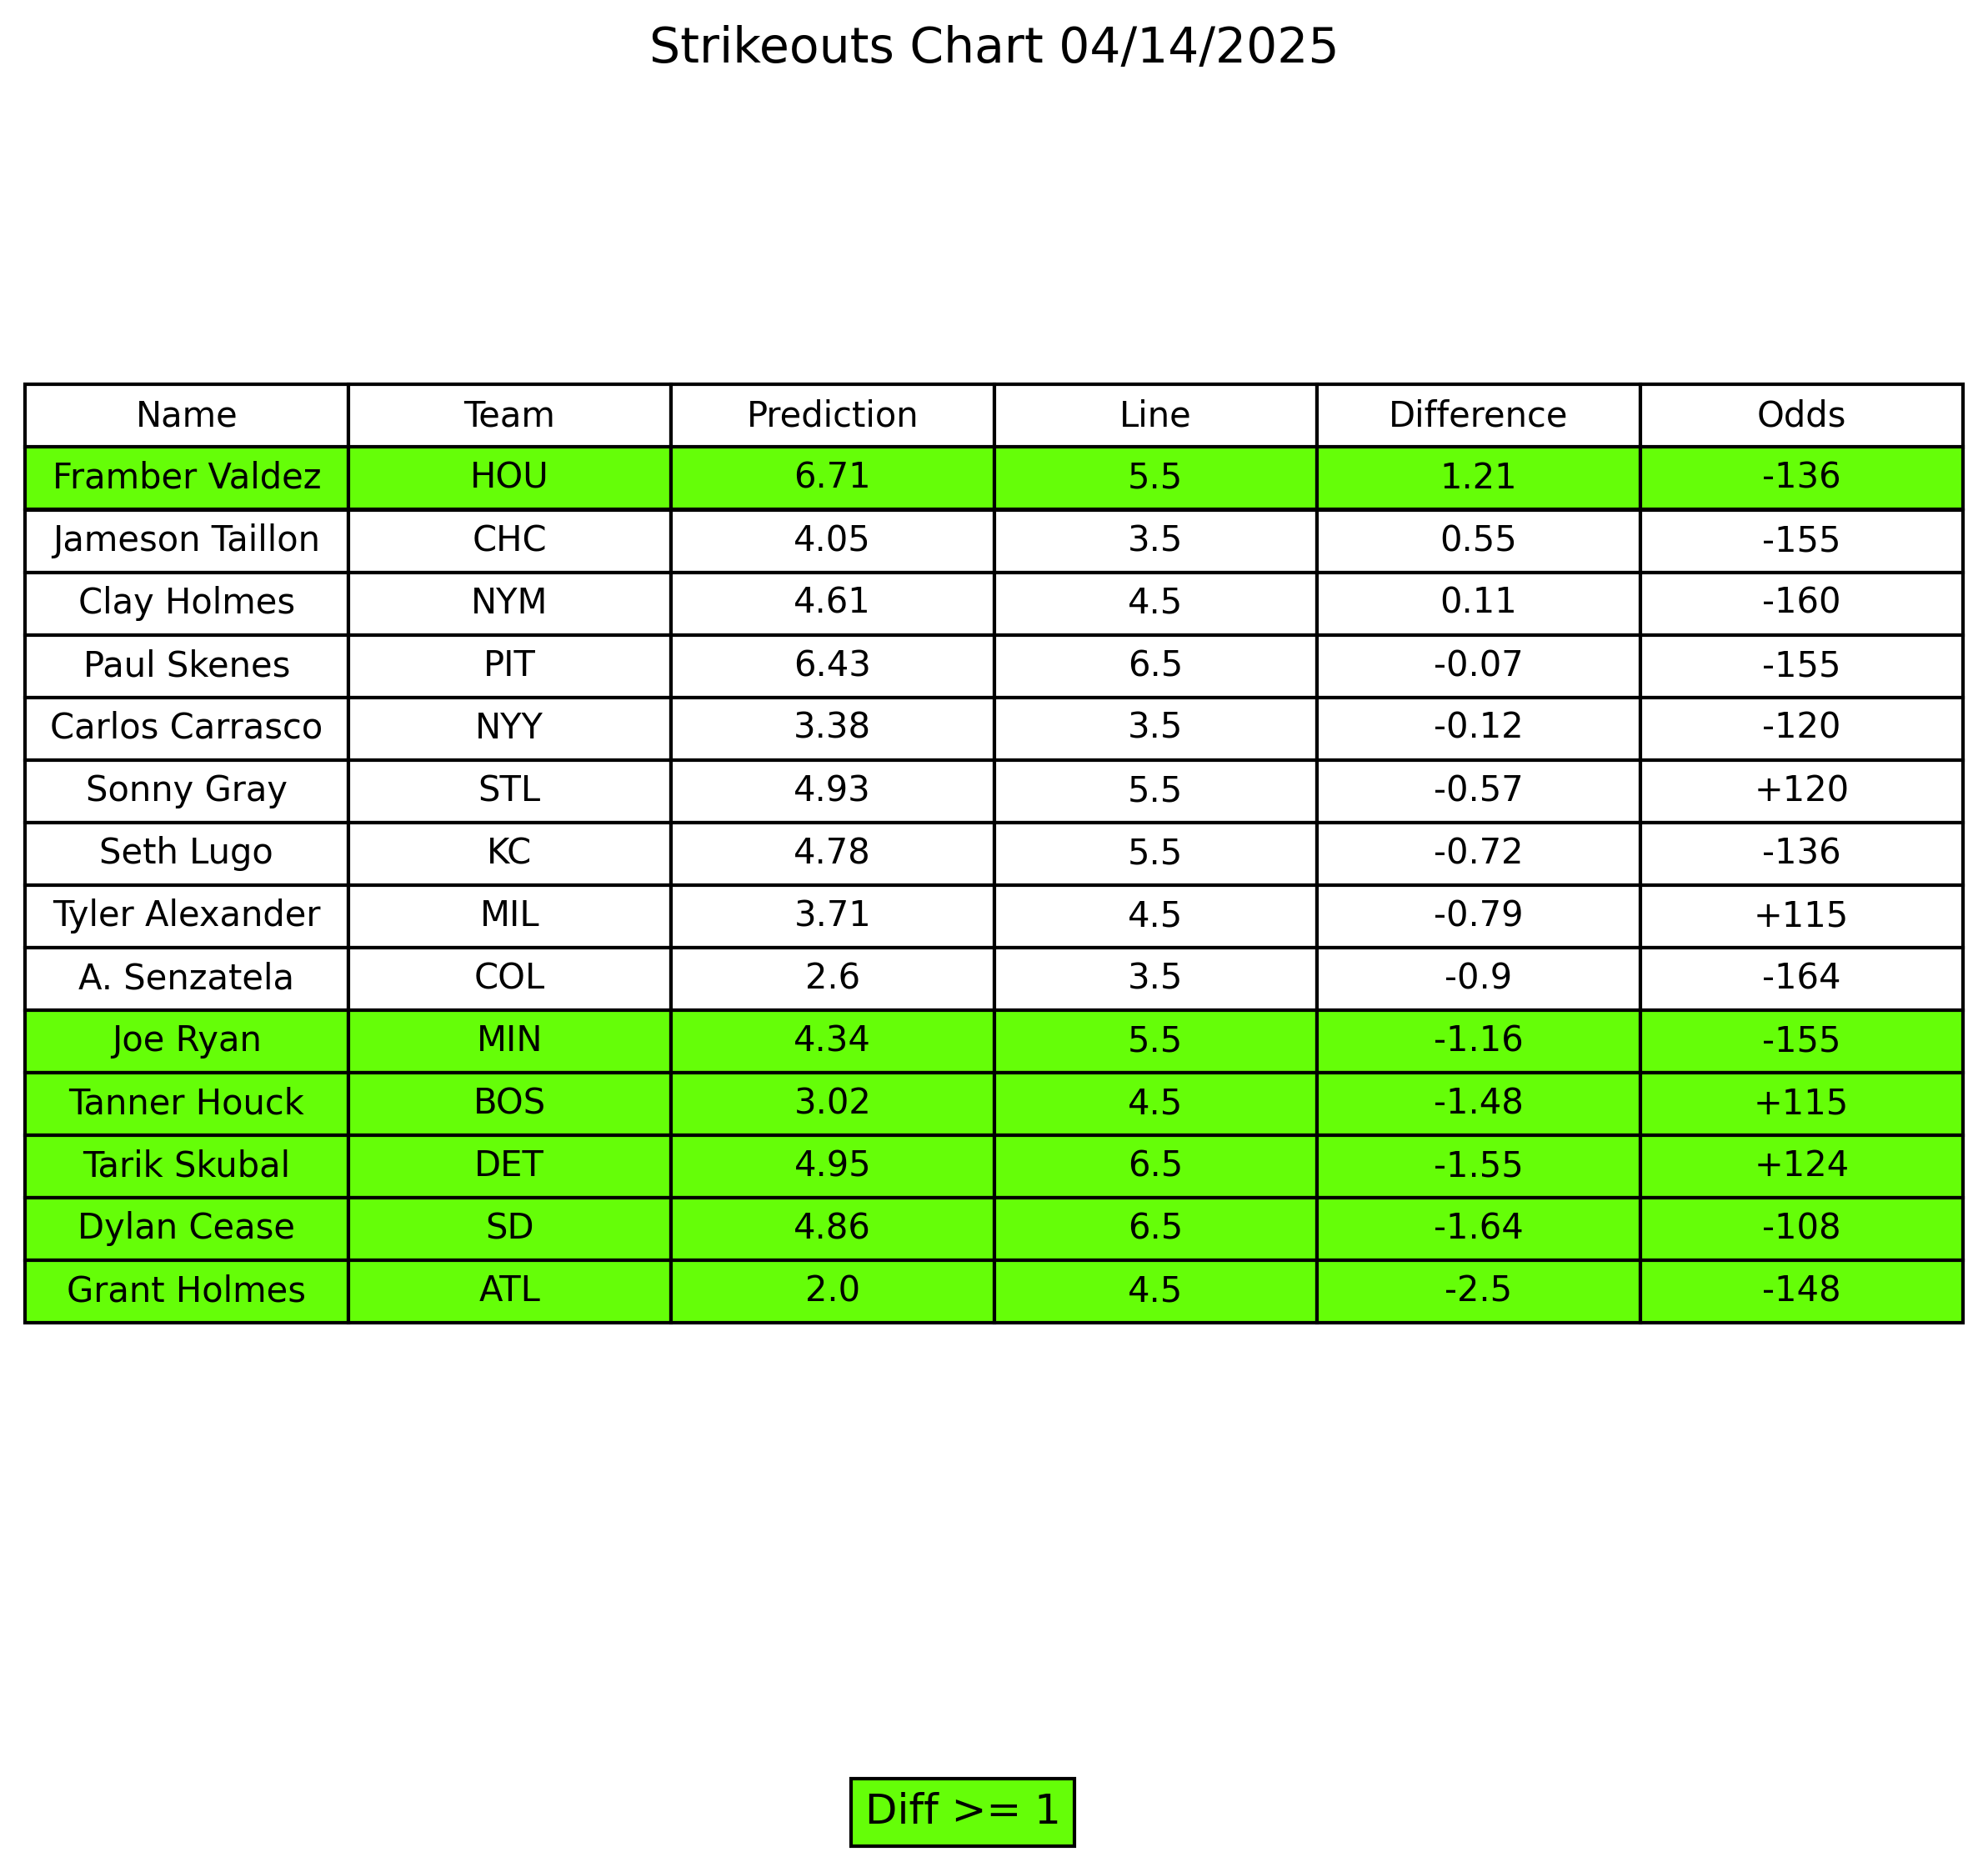 Strikeouts Chart 04/14/2025
Name Team Prediction Line Difference Odds
Framber Valdez HOU 6.71 5.5 1.21 -136
Jameson Taillon CHC 4.05 3.5 0.55 -155
Clay Holmes NYM 4.61 4.5 0.11 -160
Paul Skenes PIT 6.43 6.5 -0.07 -155
Carlos Carrasco NYY 3.38 3.5 -0.12 -120
Sonny Gray STL 4.93 5.5 -0.57 +120
Seth Lugo KC 4.78 5.5 -0.72 -136
Tyler Alexander MIL 3.71 4.5 -0.79 +115
A. Senzatela COL 2.6 3.5 -0.9 -164
Joe Ryan MIN 4.34 5.5 -1.16 -155
Tanner Houck BOS 3.02 4.5 -1.48 +115
Tarik Skubal DET 4.95 6.5 -1.55 +124
Dylan Cease SD 4.86 6.5 -1.64 -108
Grant Holmes ATL 2.0 4.5 -2.5 -148
Diff >= 1